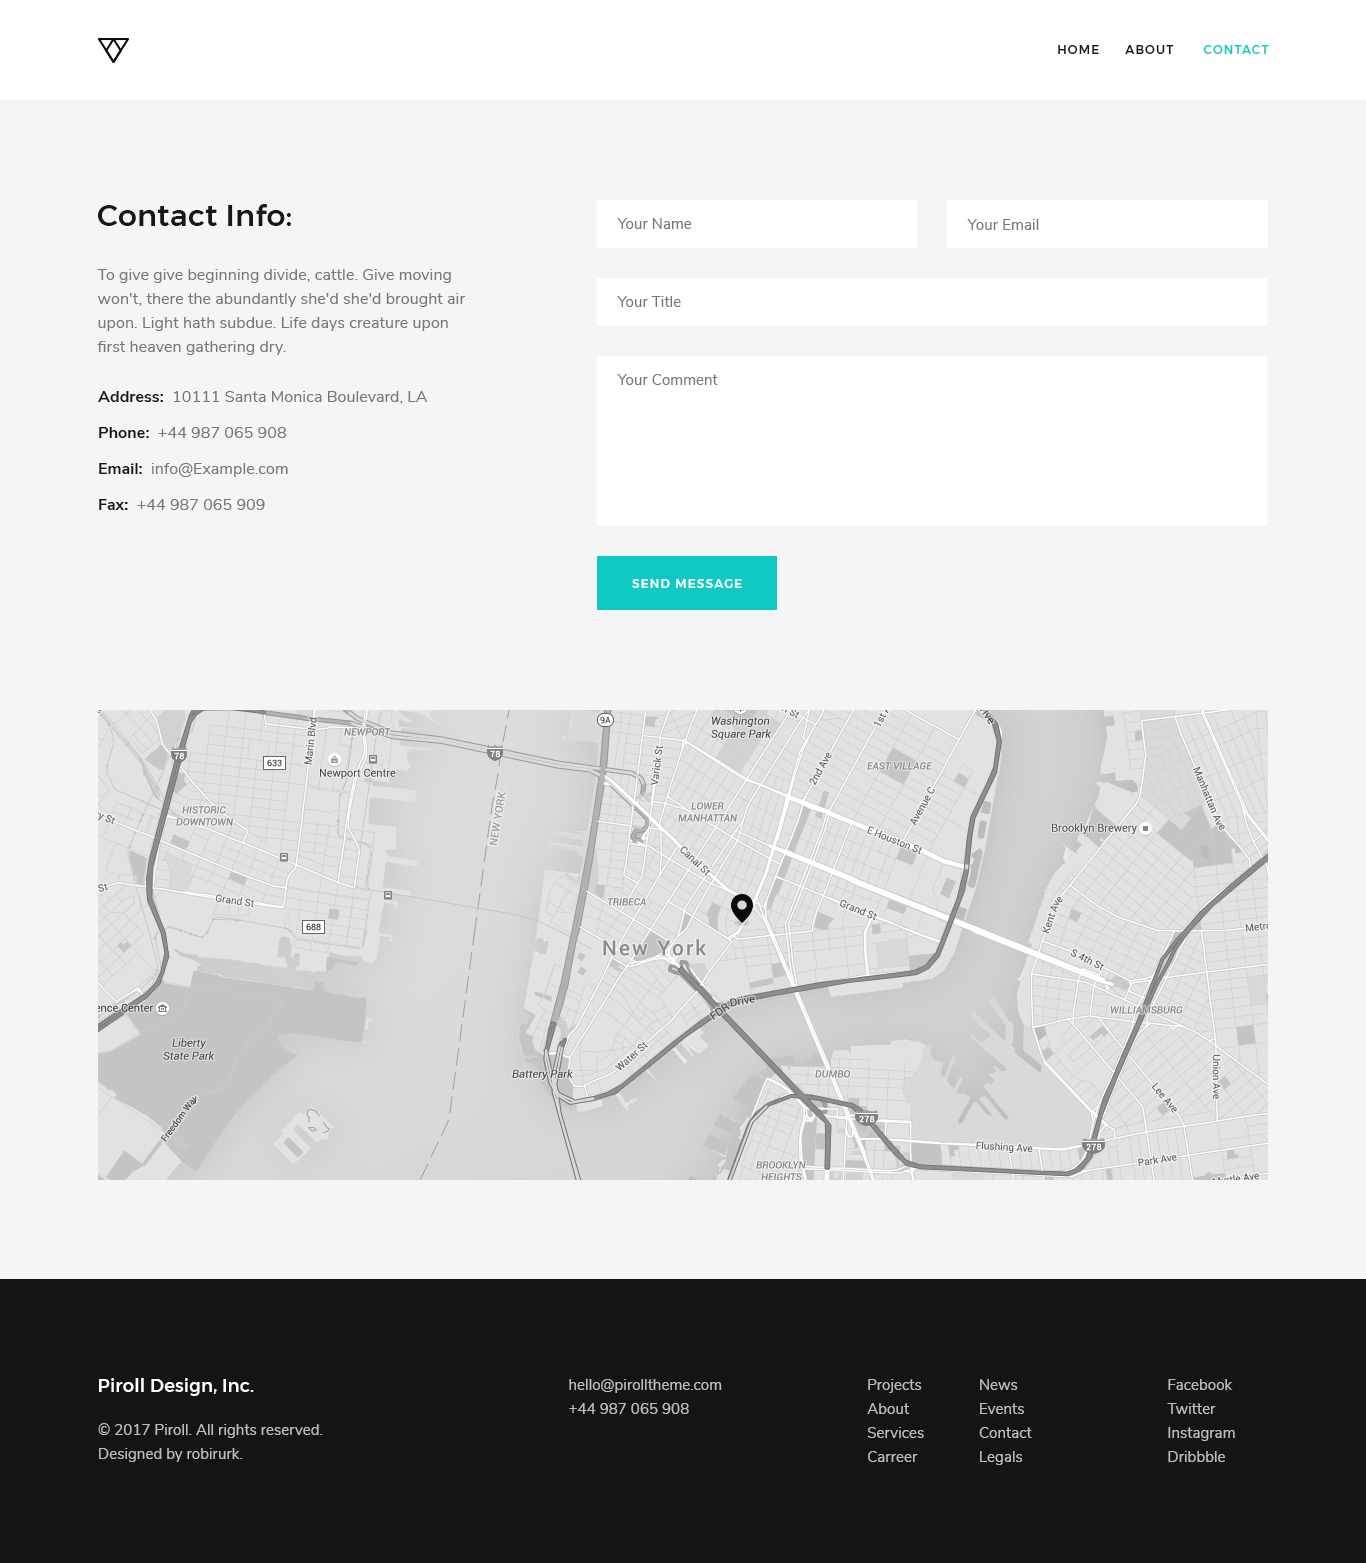 HOME ABOUT CONTACT
Contact Info:
To give give beginning divide, cattle. Give moving
won't, there the abundantly she'd she'd brought air
upon. Light hath subdue. Life days creature upon
first heaven gathering dry.
Address: 10111 Santa Monica Boulevard, LA
Phone: +44 987 065 908
Email: info@Example.com
Fax: +44 987 065 909
Your Name
Your Email
Your Title
Your Comment
SEND MESSAGE
9A
Washington
Square Park
1st
NEWPORT
Marin Blvd
78
78
633
Newport Centre
Varick St
2nd Ave
EAST VILLAGE
Manhattan Ave
HISTORIC
DOWNTOWN
NEW YORK
LOWER
MANHATTAN
Avenue C
E Houston St
Brooklyn Brewery
Canal St
St
Grand St
TRIBECA
Grand St
Kent Ave
688
New York
S 4th St
Metro
ence Center
FDR Drive
WILLIAMSBURG
Liberty
State Park
Water St
Battery Park
DUMBO
Union Ave
Lee Ave
Freedom Way
278
Flushing Ave
278
Park Ave
BROOKLYN
HEIGHTS
Myrtle Ave
Piroll Design, Inc.
© 2017 Piroll. All rights reserved.
Designed by robirurk.
hello@pirolltheme.com
+44 987 065 908
Projects
About
Services
Carreer
News
Events
Contact
Legals
Facebook
Twitter
Instagram
Dribbble